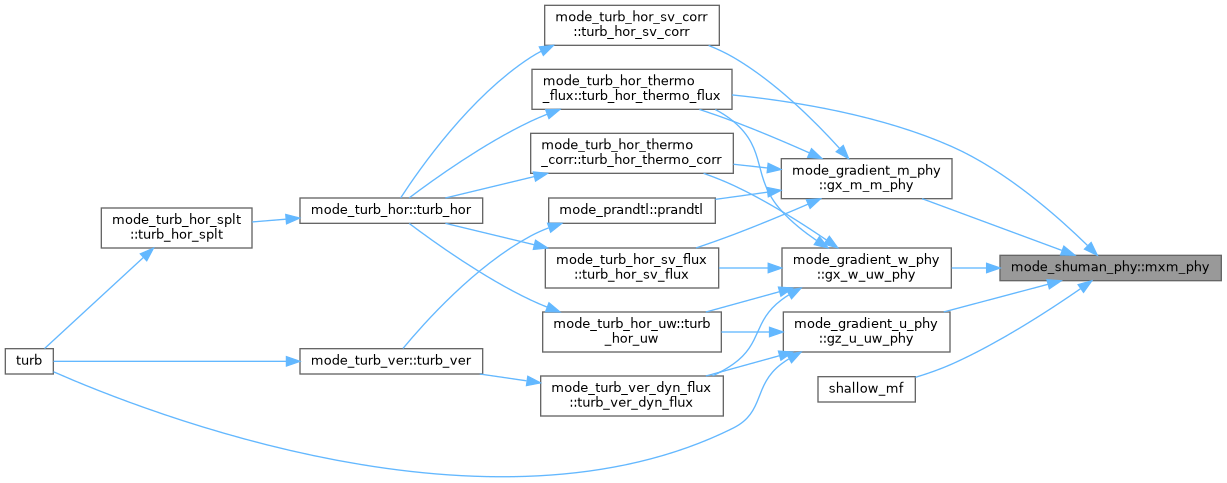 mode_turb_hor_sv_corr
::turb_hor_sv_corr
mode_turb_hor_thermo
_flux::turb_hor_thermo_flux
mode_turb_hor_thermo
_corr::turb_hor_thermo_corr
mode_gradient_m_phy
::gx_m_m_phy
mode_turb_hor_splt
::turb_hor_splt
mode_turb_hor::turb_hor
mode_prandtl::prandtl
mode_turb_hor_sv_flux
::turb_hor_sv_flux
mode_gradient_w_phy
::gx_w_uw_phy
mode_shuman_phy::mxm_phy
mode_turb_hor_uw::turb
_hor_uw
mode_gradient_u_phy
::gz_u_uw_phy
turb
mode_turb_ver::turb_ver
mode_turb_ver_dyn_flux
::turb_ver_dyn_flux
shallow_mf